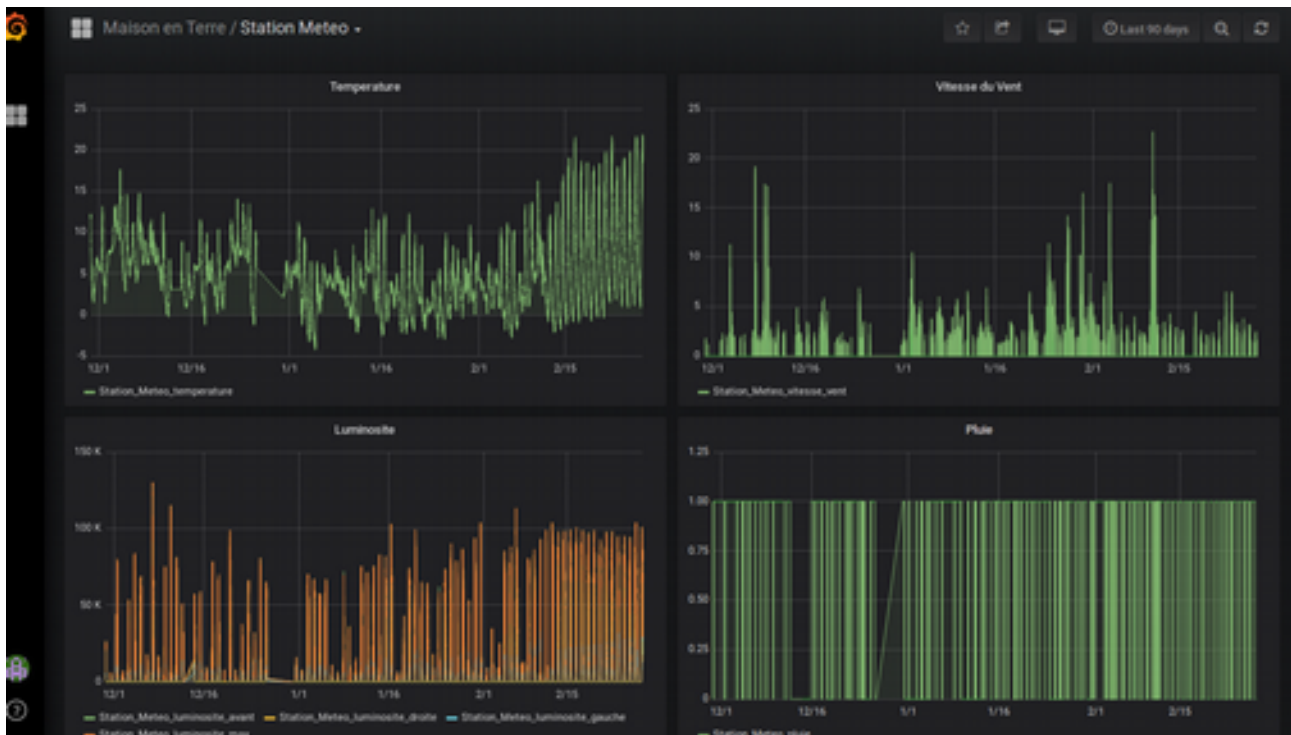 Maison en Terre / Station Meteo
Last 90 days
Temperature
25
20
15
10
5
0
-5
12/1 12/16 1/1 1/16 2/1 2/15
Station_Meteo_temperature
Vitesse du Vent
25
20
15
10
5
0
12/1 12/16 1/1 1/16 2/1 2/15
Station_Meteo_vitesse_vent
Luminosite
150 K
100 K
50 K
0
12/1 12/16 1/1 1/16 2/1 2/15
Station_Meteo_luminosite_avant Station_Meteo_luminosite_droite Station_Meteo_luminosite_gauche
Station_Meteo_luminosite_max
Pluie
1.25
1.00
0.75
0.50
0.25
0
12/1 12/16 1/1 1/16 2/1 2/15
Station_Meteo_pluie